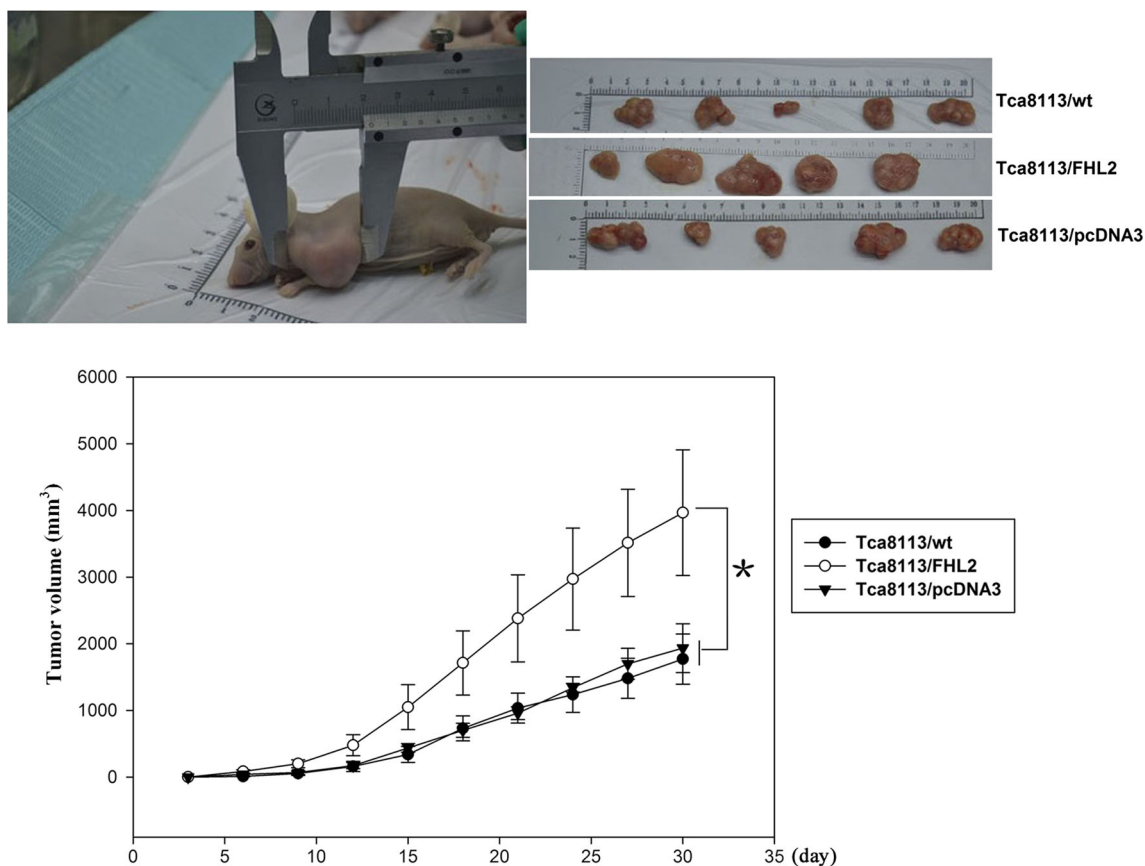 Tca8113/wt
Tca8113/FHL2
Tca8113/pcDNA3
6000
5000
4000
3000
2000
1000
0
Tumor volume (mm³)
0 5 10 15 20 25 30 35 (day)
*
Tca8113/wt
Tca8113/FHL2
Tca8113/pcDNA3